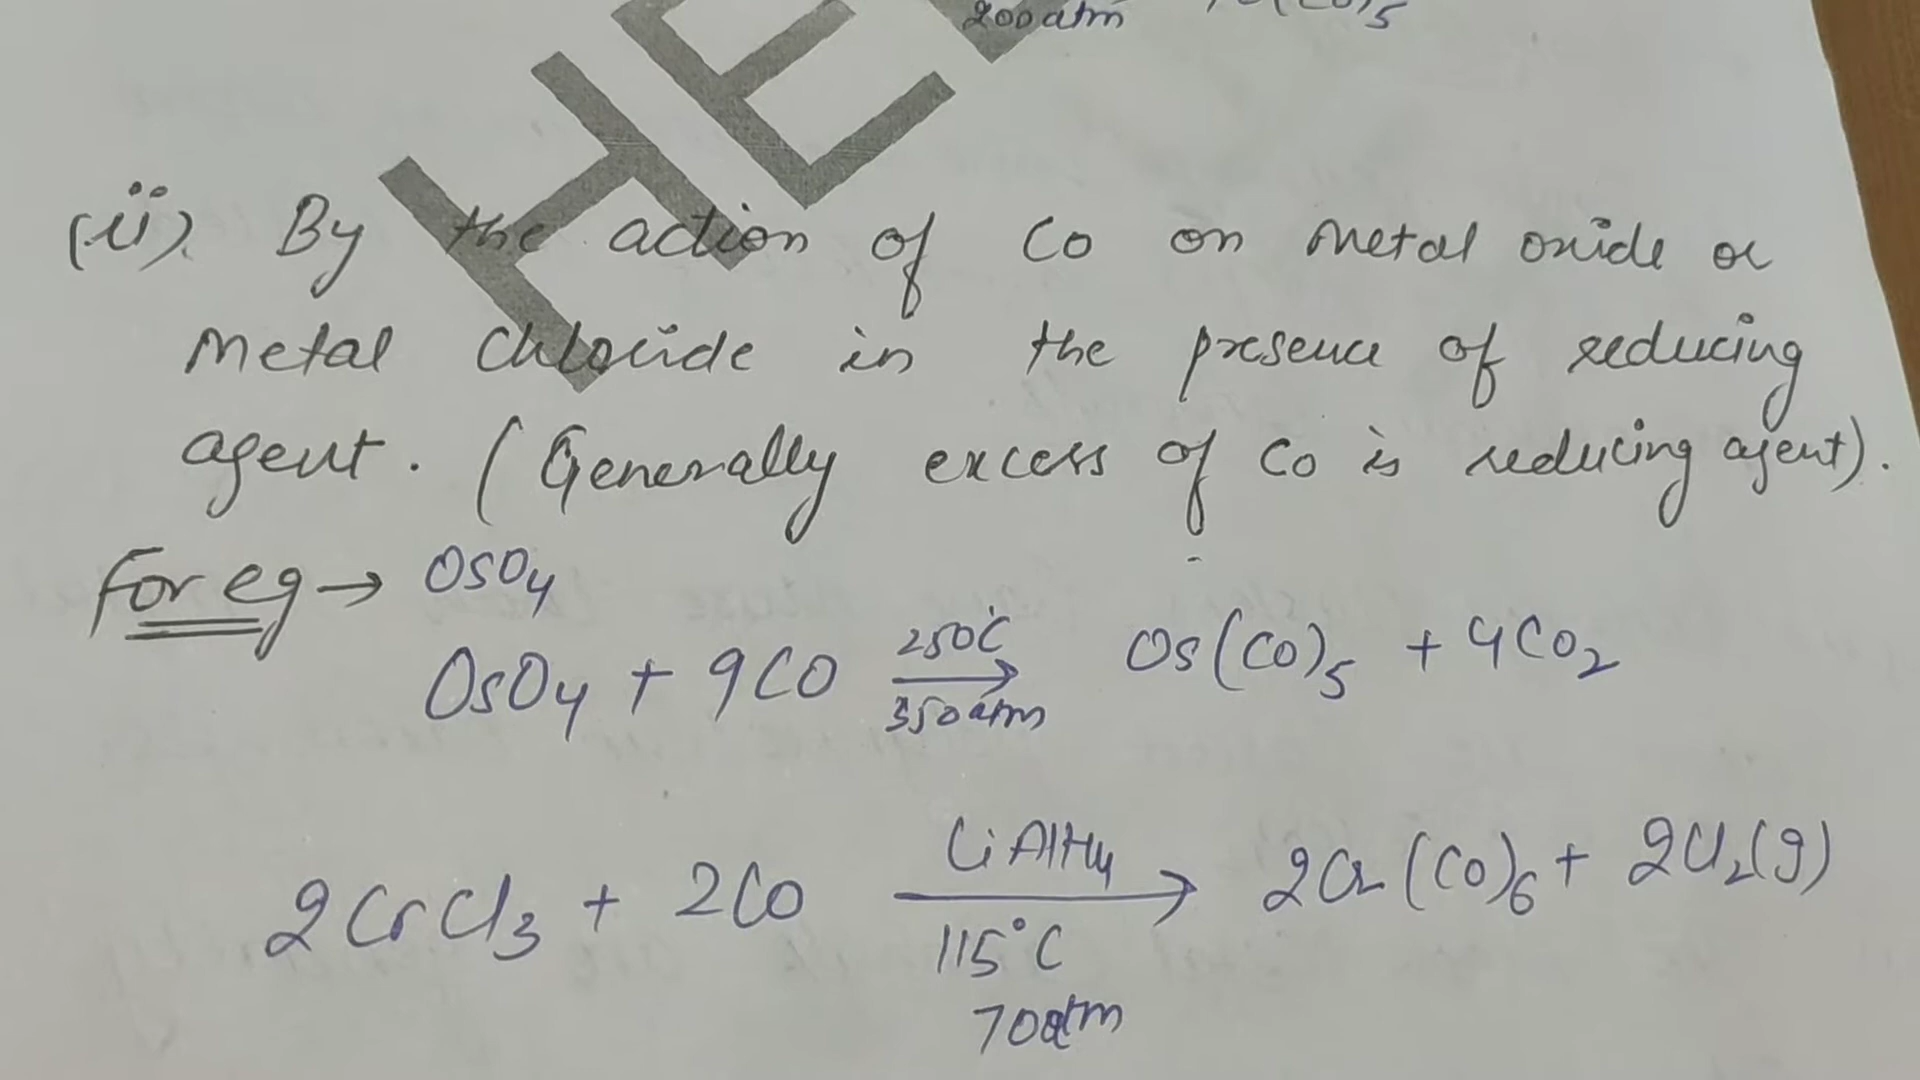 200 atm
(ii). By the action of Co on Metal oxide or
Metal Chloride in the presence of reducing
agent. (Generally excess of Co is reducing agent).
For eg → OsO4
OsO4 + 9CO 250°C 350 atm → Os(CO)5 + 4CO2
2CrCl3 + 2CO LiAlH4 → 115°C 70atm 2Cr(CO)6 + 2Cl2(g)